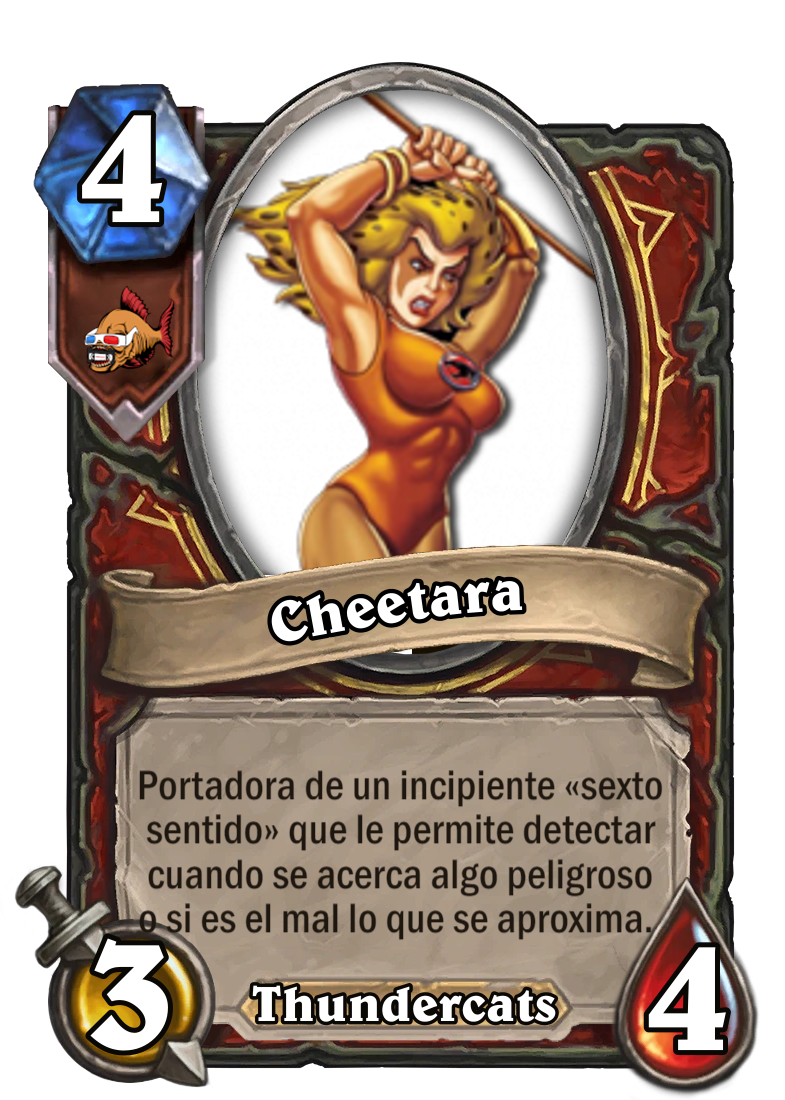 4
Cheetara
Portadora de un incipiente «sexto
sentido» que le permite detectar
cuando se acerca algo peligroso
o si es el mal lo que se aproxima.
3
Thundercats
4